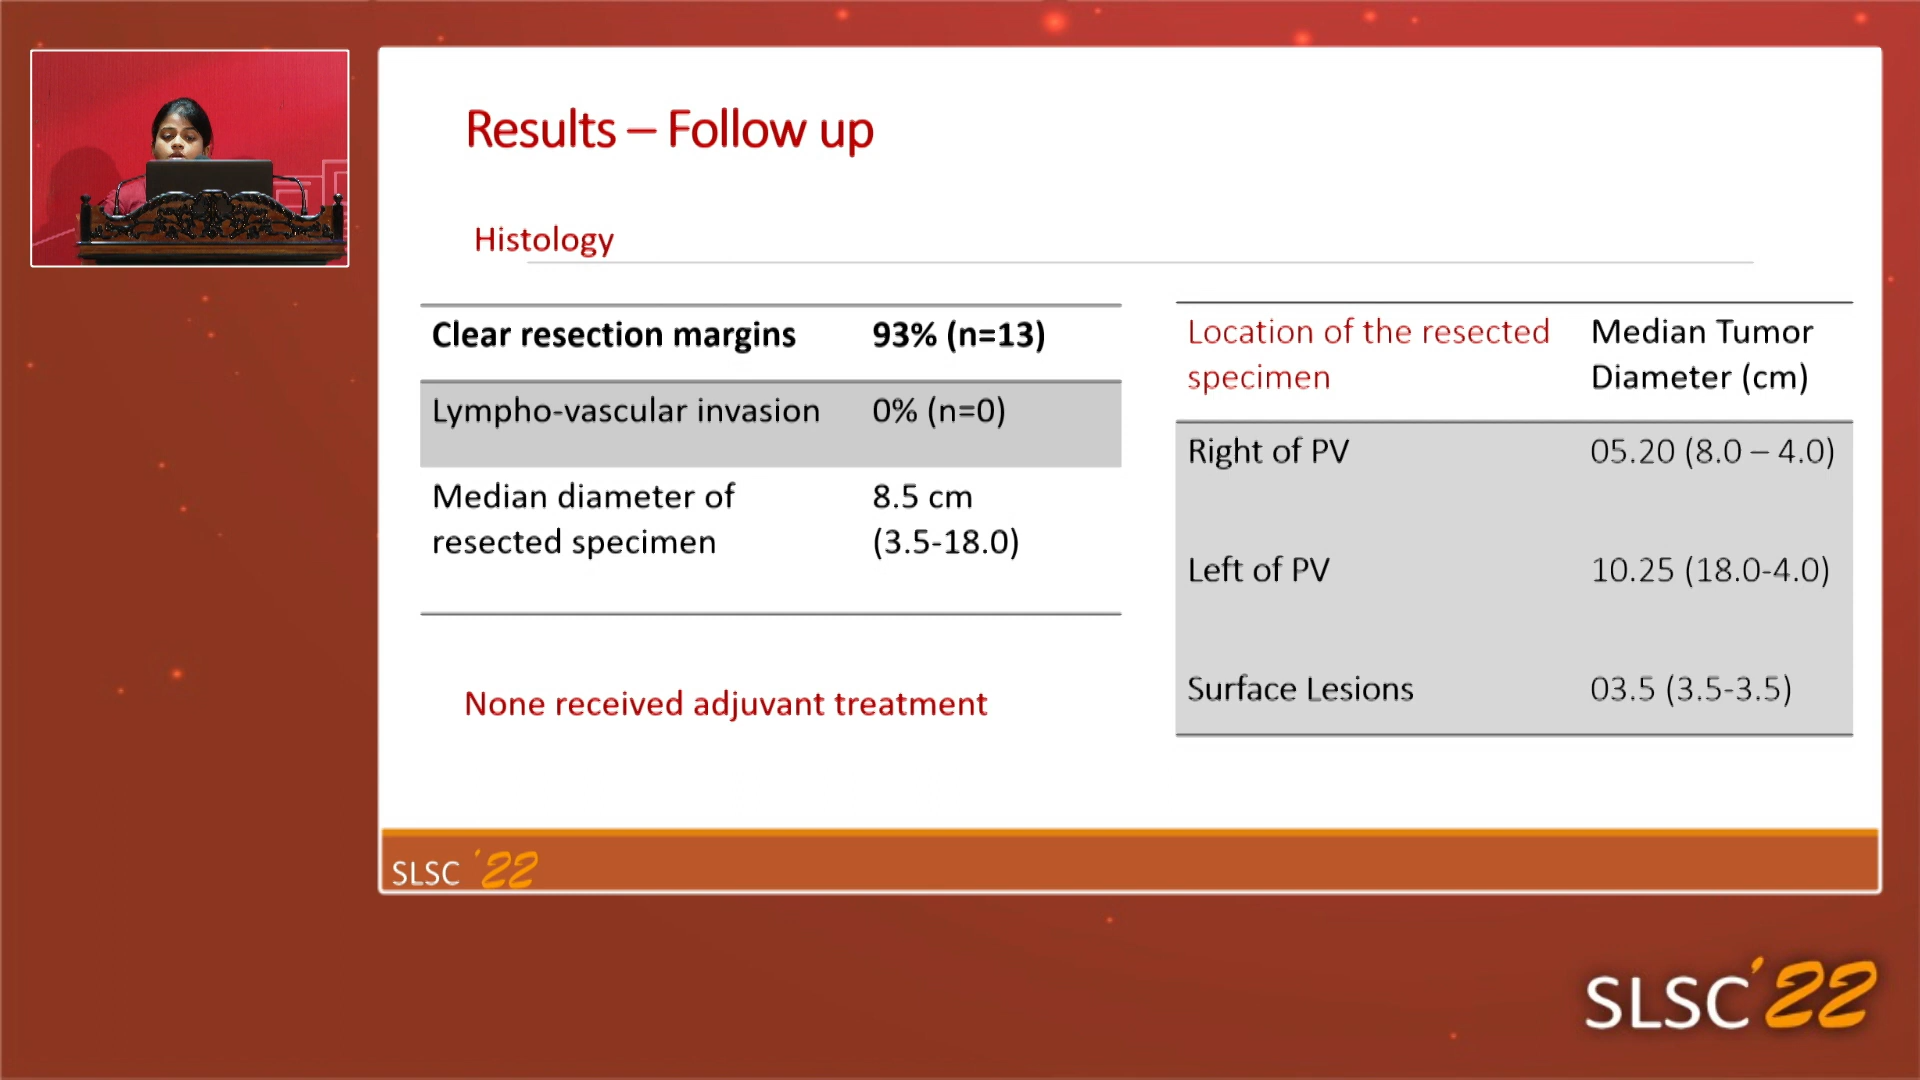 Results – Follow up
Histology
Clear resection margins 93% (n=13)
Lympho-vascular invasion 0% (n=0)
Median diameter of 8.5 cm
resected specimen (3.5-18.0)
None received adjuvant treatment
Location of the resected Median Tumor
specimen Diameter (cm)
Right of PV 05.20 (8.0 – 4.0)
Left of PV 10.25 (18.0-4.0)
Surface Lesions 03.5 (3.5-3.5)
SLSC '22
SLSC '22